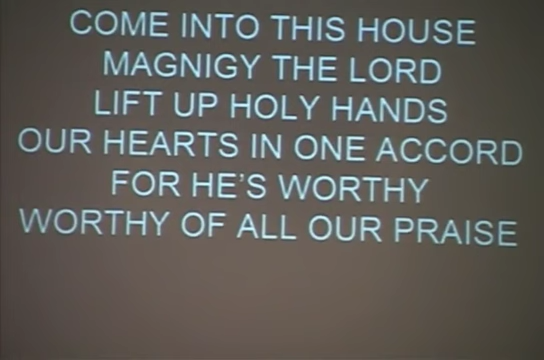 COME INTO THIS HOUSE
MAGNIGY THE LORD
LIFT UP HOLY HANDS
OUR HEARTS IN ONE ACCORD
FOR HE'S WORTHY
WORTHY OF ALL OUR PRAISE